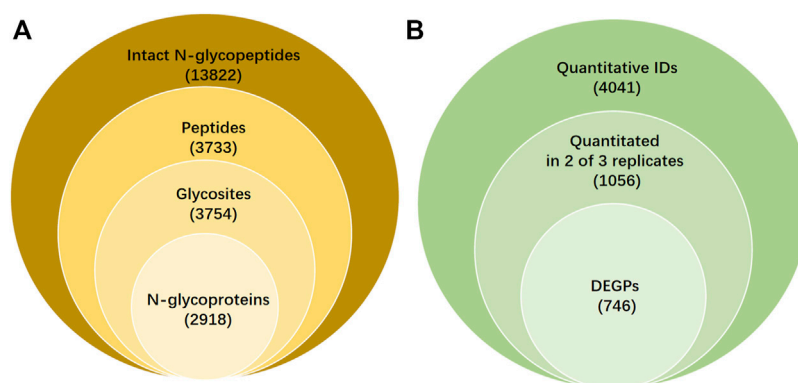 A
Intact N-glycopeptides
(13822)
Peptides
(3733)
Glycosites
(3754)
N-glycoproteins
(2918)
B
Quantitative IDs
(4041)
Quantitated
in 2 of 3 replicates
(1056)
DEGPs
(746)